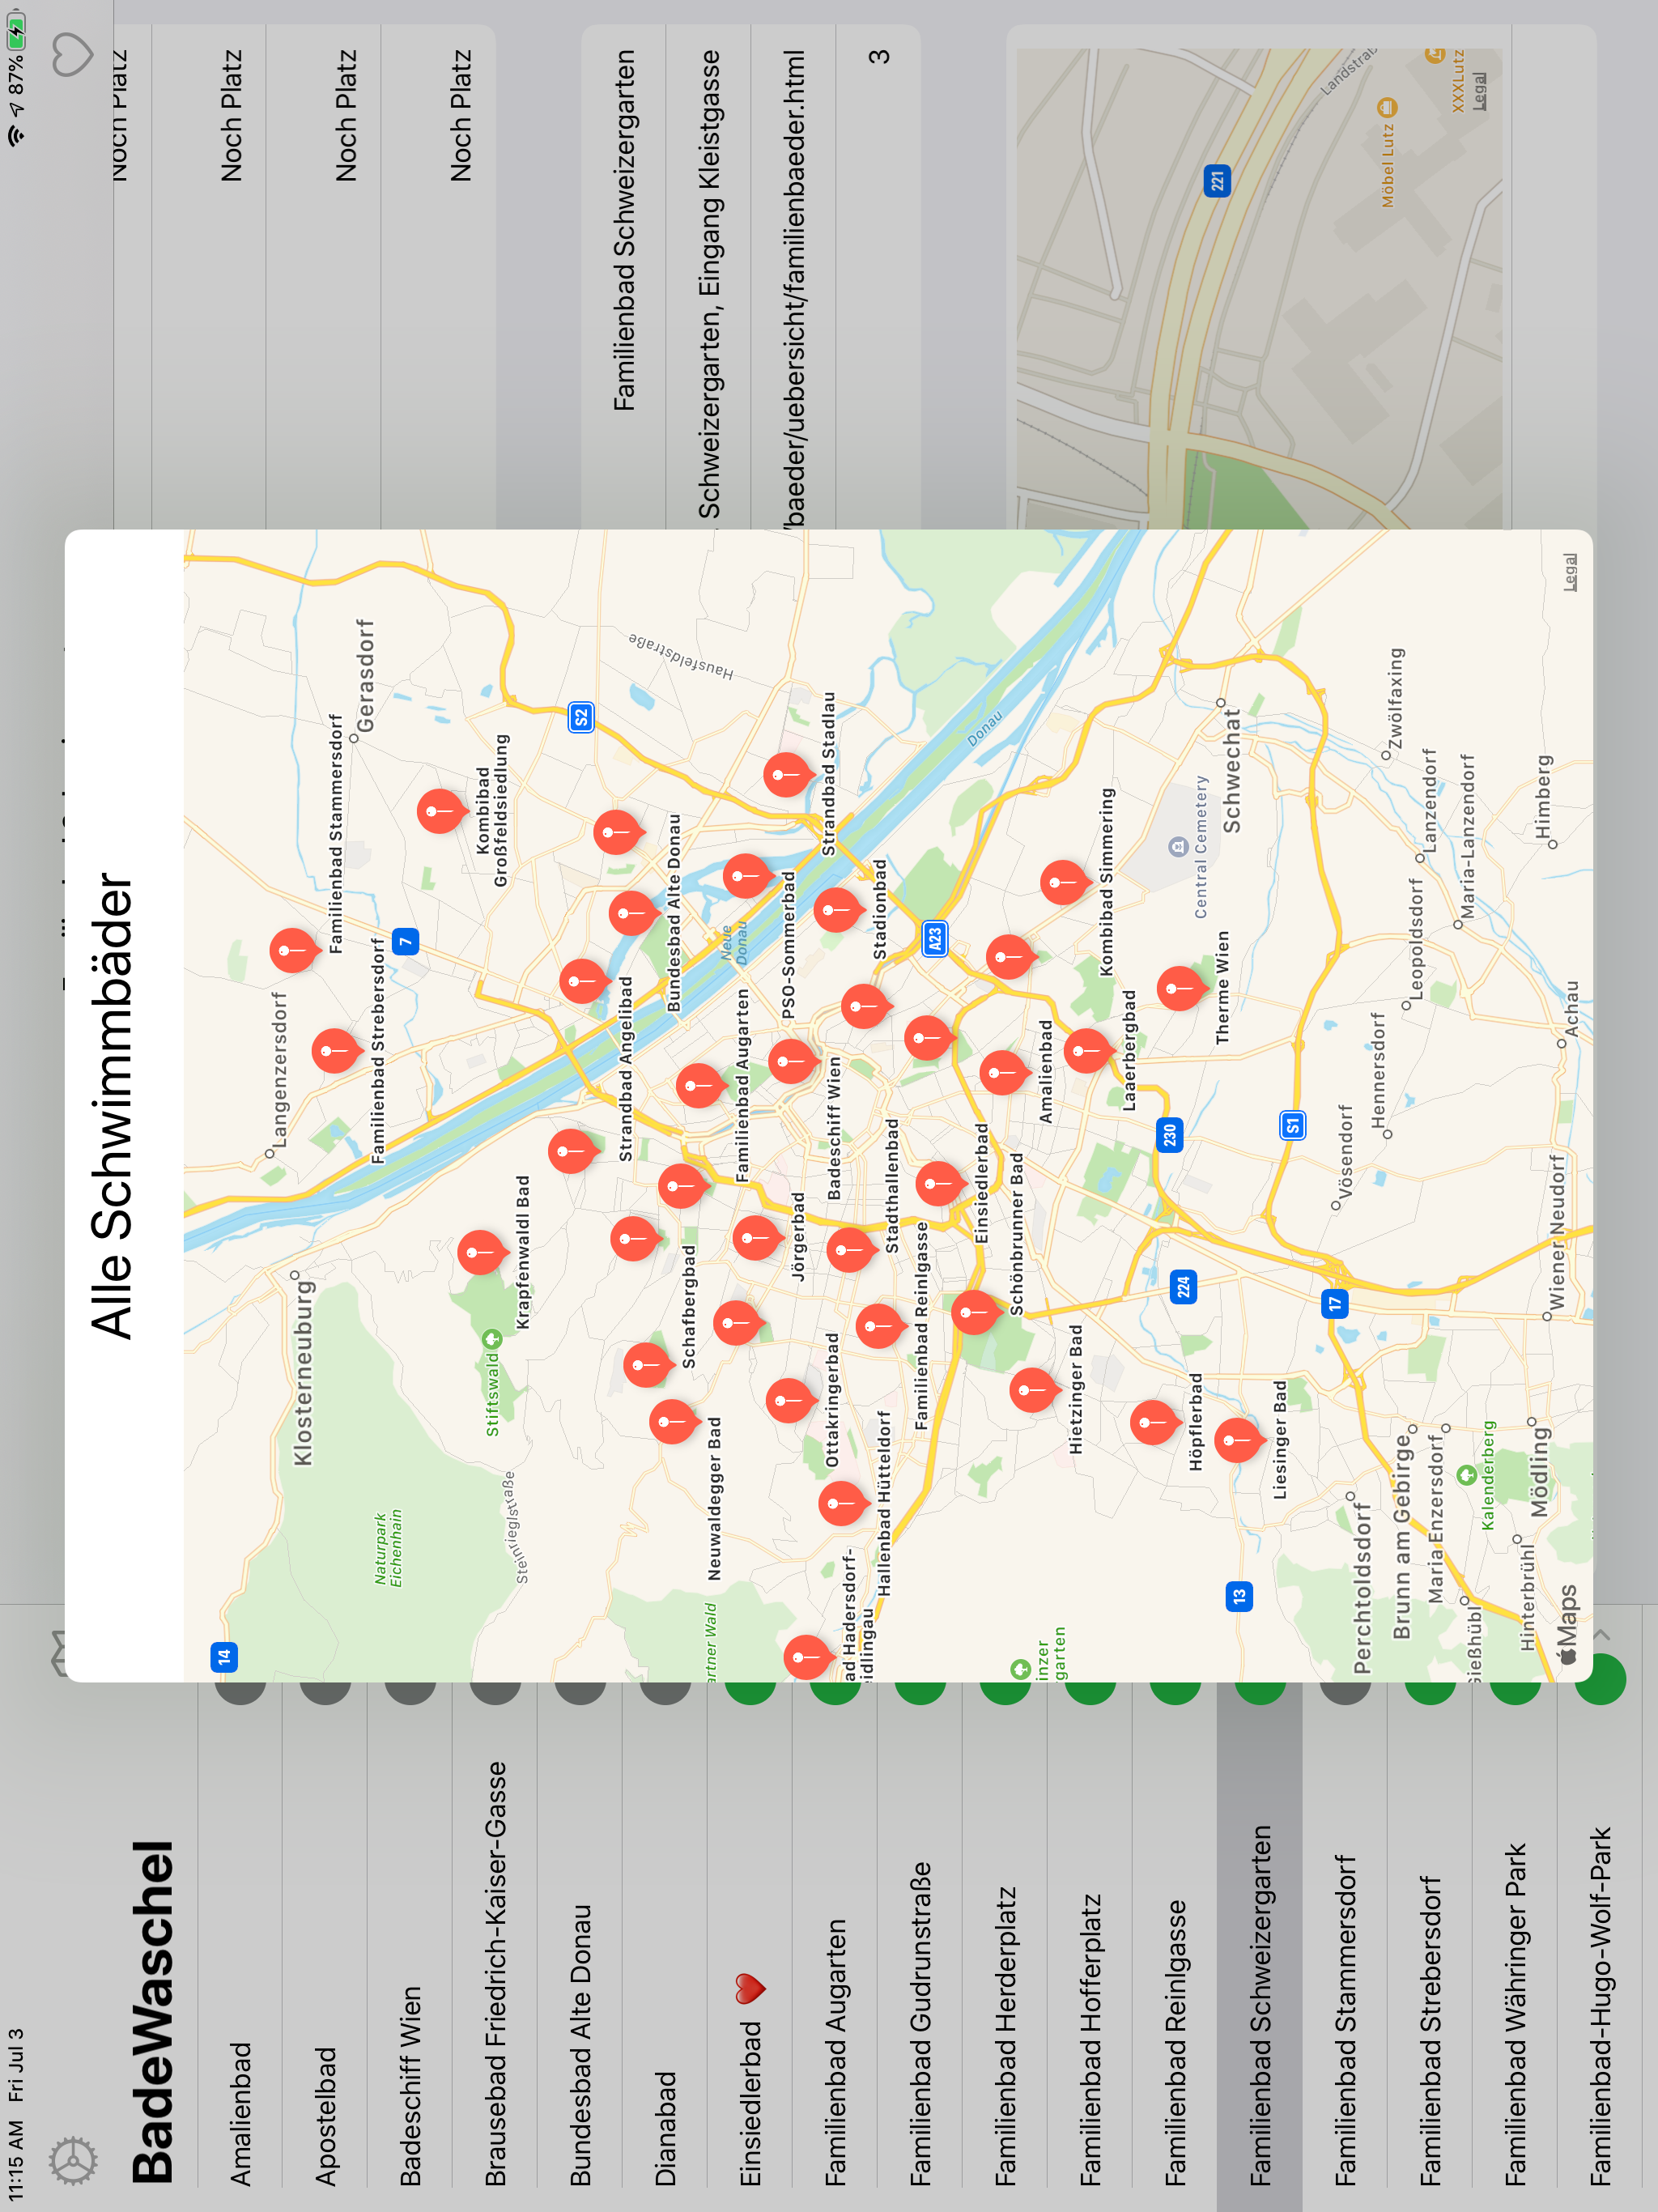 11:15 AM Fri Jul 3
87%
BadeWaschel
Amalienbad
Apostelbad
Badeschiff Wien
Brausebad Friedrich-Kaiser-Gasse
Bundesbad Alte Donau
Dianabad
Einsiedlerbad
Familienbad Augarten
Familienbad Gudrunstraße
Familienbad Herderplatz
Familienbad Hofferplatz
Familienbad Reinlgasse
Familienbad Schweizergarten
Familienbad Stammersdorf
Familienbad Strebersdorf
Familienbad Währinger Park
Familienbad-Hugo-Wolf-Park
Alle Schwimmbäder
14
Klosterneuburg
Langenzersdorf
Familienbad Stammersdorf
Gerasdorf
Familienbad Strebersdorf
7
Naturpark
Eichenhain
Stiftswald
Steinrieglstraße
Krapfenwaldl Bad
Kombibad
Großfeldsiedlung
S2
Hausfeldstraße
Strandbad Angelibad
Bundesbad Alte Donau
Schafbergbad
Neuwaldegger Bad
Familienbad Augarten
Neue
Donau
artner Wald
PSO-Sommerbad
Jörgerbad
Ottakringerbad
Badeschiff Wien
Strandbad Stadlau
ad Hadersdorf-
eidlingau
Hallenbad Hütteldorf
Stadthallenbad
Stadionbad
Familienbad Reinlgasse
A23
Einsiedlerbad
Donau
Schönbrunner Bad
inzer
garten
Amalienbad
Hietzinger Bad
Kombibad Simmering
Laaerbergbad
230
224
Central Cemetery
Höpflerbad
Therme Wien
Schwechat
13
Liesinger Bad
S1
17
Vösendorf
Hennersdorf
Zwölfaxing
Perchtoldsdorf
Leopoldsdorf
Lanzendorf
Brunn am Gebirge
Maria Enzersdorf
Maria-Lanzendorf
Kalenderberg
Gießhübl
Hinterbrühl
Mödling
Wiener Neudorf
Achau
Himberg
Maps
Legal
Noch Platz
Noch Platz
Noch Platz
Noch Platz
Familienbad Schweizergarten
Schweizergarten, Eingang Kleistgasse
/baeder/uebersicht/familienbaeder.html
3
221
Landstraß
Möbel Lutz
XXXLutz
Legal